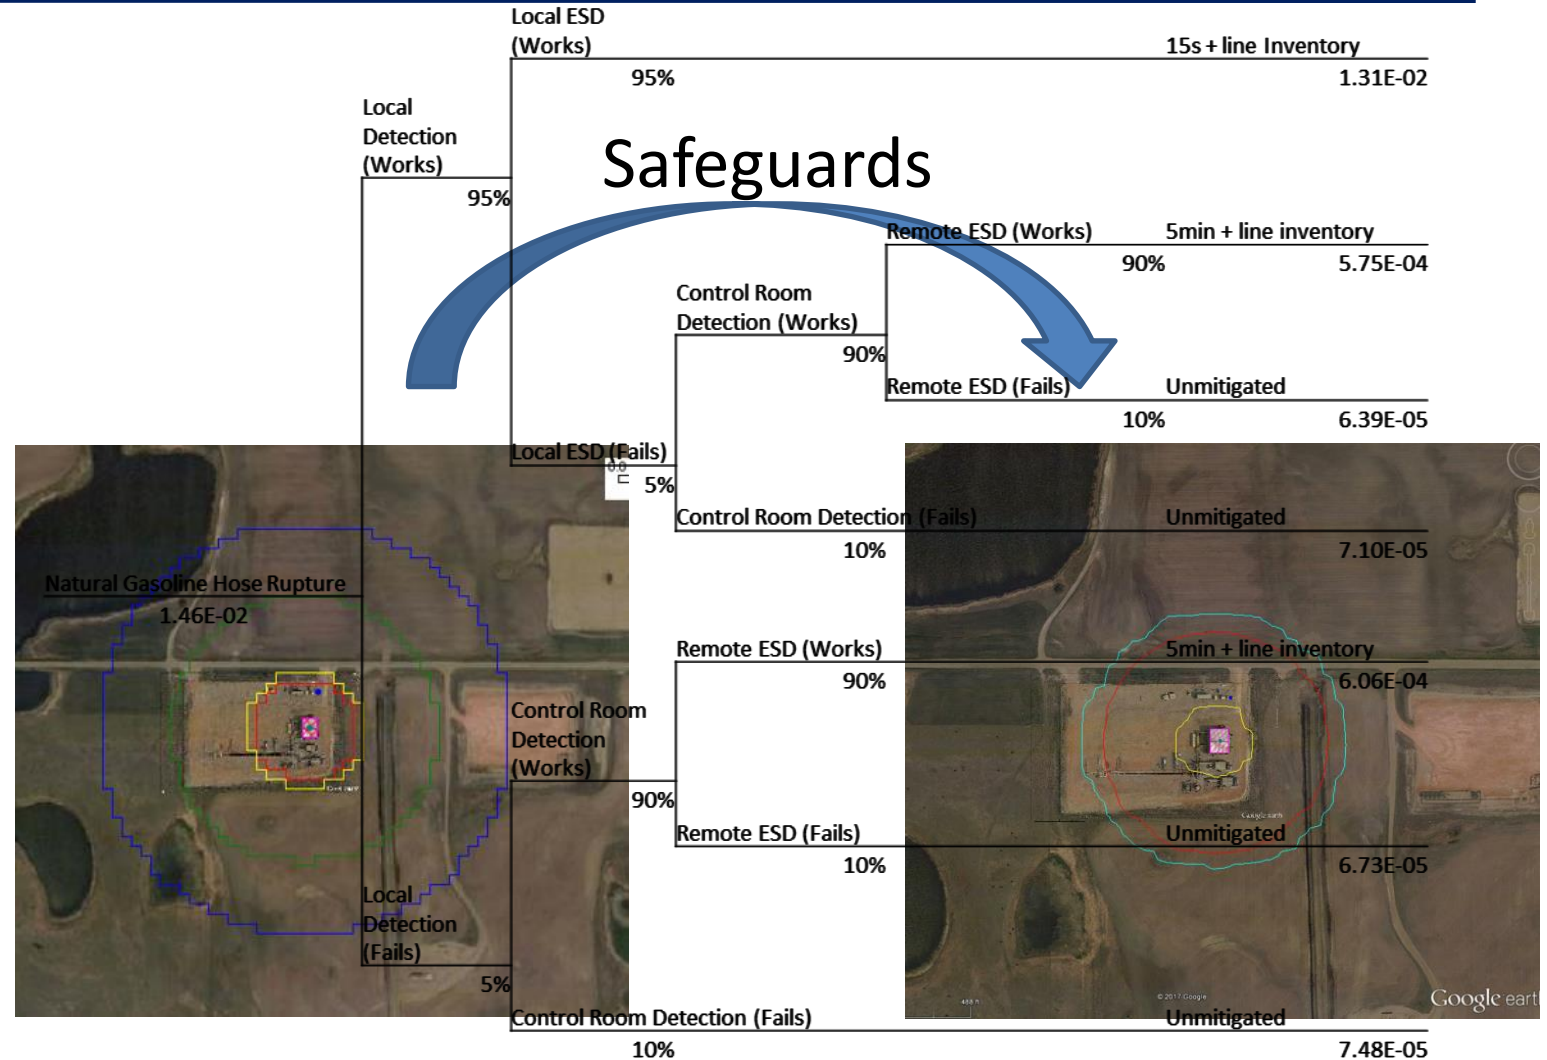 Local ESD
(Works)
15s + line Inventory
95%
1.31E-02
Local
Detection
(Works)
95%
Safeguards
Remote ESD (Works)
5min + line inventory
90%
5.75E-04
Control Room
Detection (Works)
90%
Remote ESD (Fails)
Unmitigated
10%
6.39E-05
Local ESD (Fails)
5%
Control Room Detection (Fails)
Unmitigated
10%
7.10E-05
Natural Gasoline Hose Rupture
1.46E-02
Remote ESD (Works)
5min + line inventory
90%
6.06E-04
Control Room
Detection
(Works)
90%
Remote ESD (Fails)
Unmitigated
10%
6.73E-05
Local
Detection
(Fails)
5%
Google earth
© 2017 Google
Control Room Detection (Fails)
Unmitigated
10%
7.48E-05